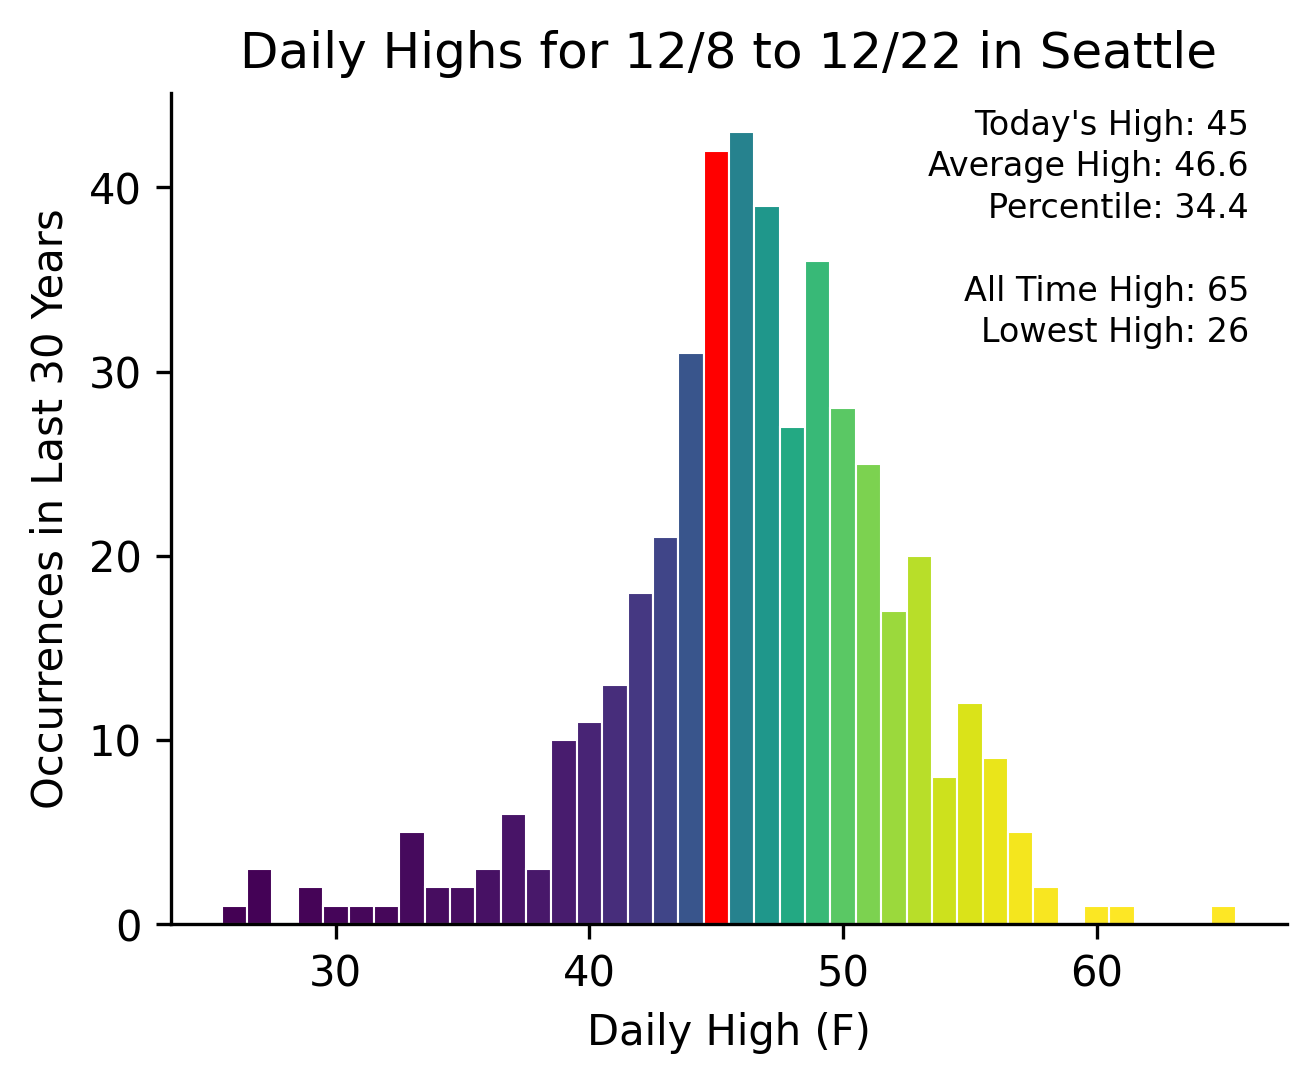 Daily Highs for 12/8 to 12/22 in Seattle
Today's High: 45
Average High: 46.6
Percentile: 34.4
All Time High: 65
Lowest High: 26
Occurrences in Last 30 Years
40
30
20
10
0
30
40
50
60
Daily High (F)